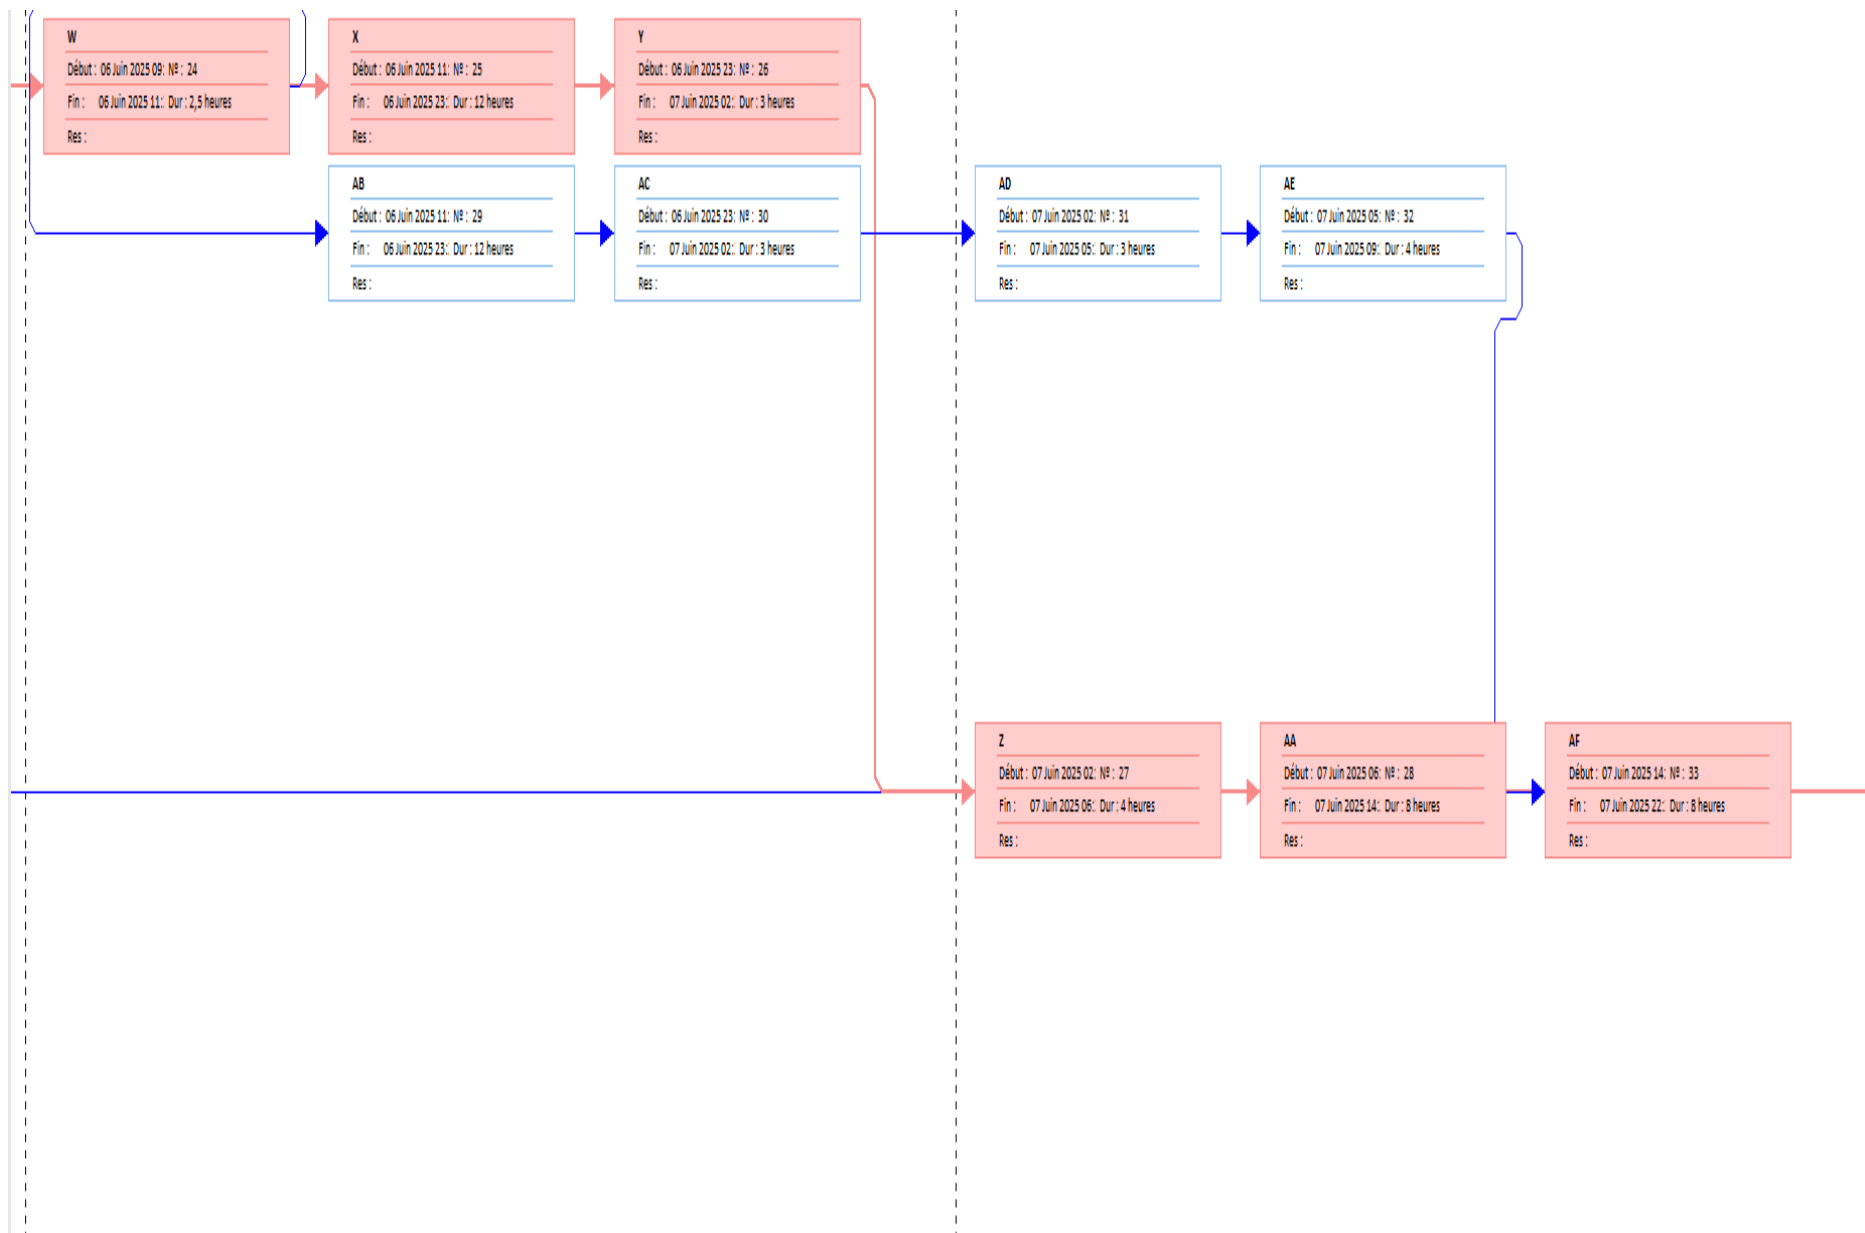 W
Début : 06 Juin 2025 09: Nº : 24
Fin : 06 Juin 2025 11: Dur : 2,5 heures
Res :
X
Début : 06 Juin 2025 11: Nº : 25
Fin : 06 Juin 2025 23: Dur : 12 heures
Res :
Y
Début : 06 Juin 2025 23: Nº : 26
Fin : 07 Juin 2025 02: Dur : 3 heures
Res :
AB
Début : 06 Juin 2025 11: Nº : 29
Fin : 06 Juin 2025 23: Dur : 12 heures
Res :
AC
Début : 06 Juin 2025 23: Nº : 30
Fin : 07 Juin 2025 02: Dur : 3 heures
Res :
AD
Début : 07 Juin 2025 02: Nº : 31
Fin : 07 Juin 2025 05: Dur : 3 heures
Res :
AE
Début : 07 Juin 2025 05: Nº : 32
Fin : 07 Juin 2025 09: Dur : 4 heures
Res :
Z
Début : 07 Juin 2025 02: Nº : 27
Fin : 07 Juin 2025 06: Dur : 4 heures
Res :
AA
Début : 07 Juin 2025 06: Nº : 28
Fin : 07 Juin 2025 14: Dur : 8 heures
Res :
AF
Début : 07 Juin 2025 14: Nº : 33
Fin : 07 Juin 2025 22: Dur : 8 heures
Res :